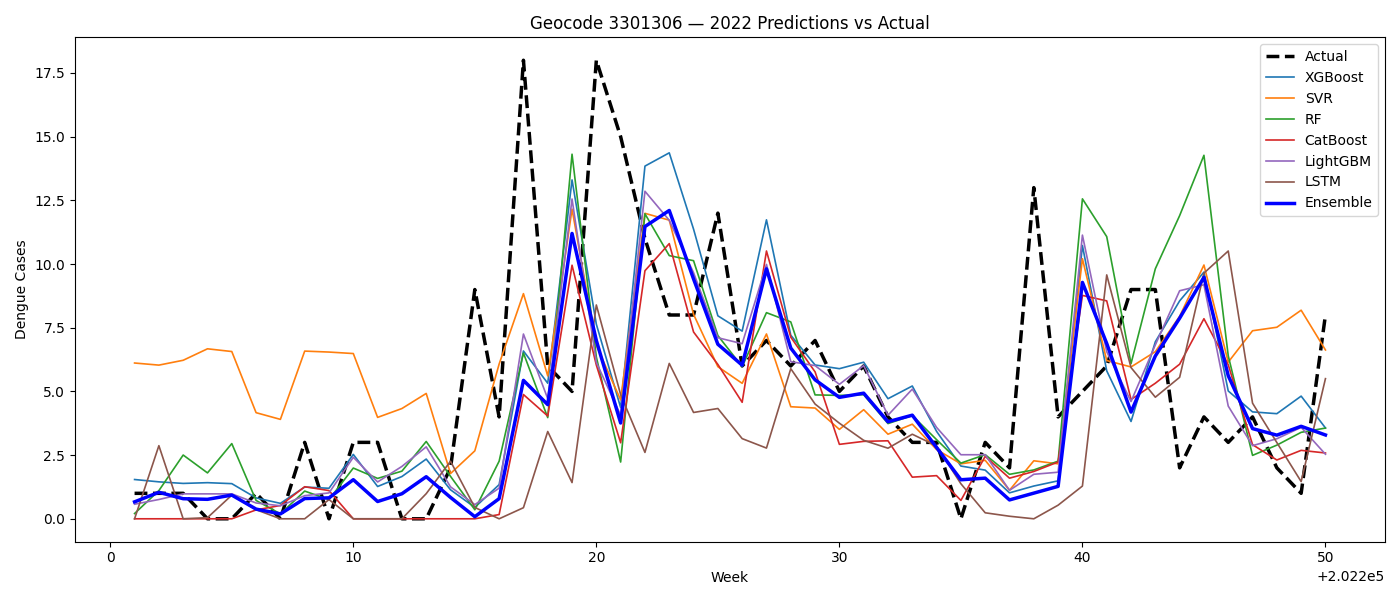 Geocode 3301306 — 2022 Predictions vs Actual
Dengue Cases
17.5
15.0
12.5
10.0
7.5
5.0
2.5
0.0
Actual
XGBoost
SVR
RF
CatBoost
LightGBM
LSTM
Ensemble
0
10
20
30
40
50
Week
+2.022e5